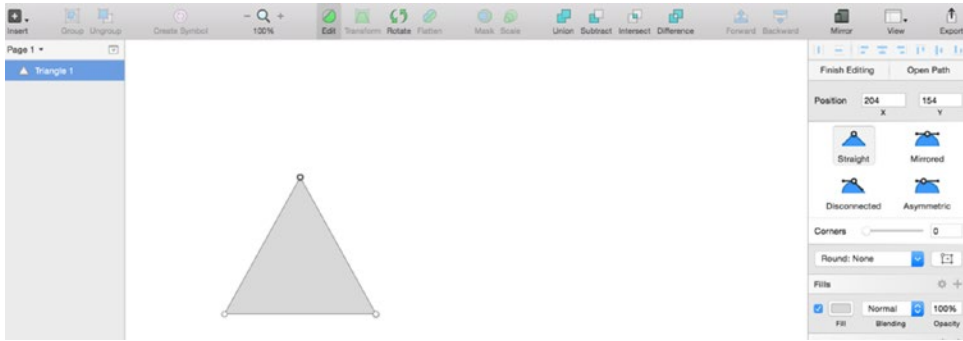 Insert Group Ungroup Create Symbol 100% Edit Transform Rotate Flatten Mask Scale Union Subtract Intersect Difference Forward Backward Mirror View Export
Page 1
Triangle 1
Finish Editing Open Path
Position 204 154
X Y
Straight Mirrored
Disconnected Asymmetric
Corners 0
Round: None
Fills
Normal 100%
Fill Blending Opacity